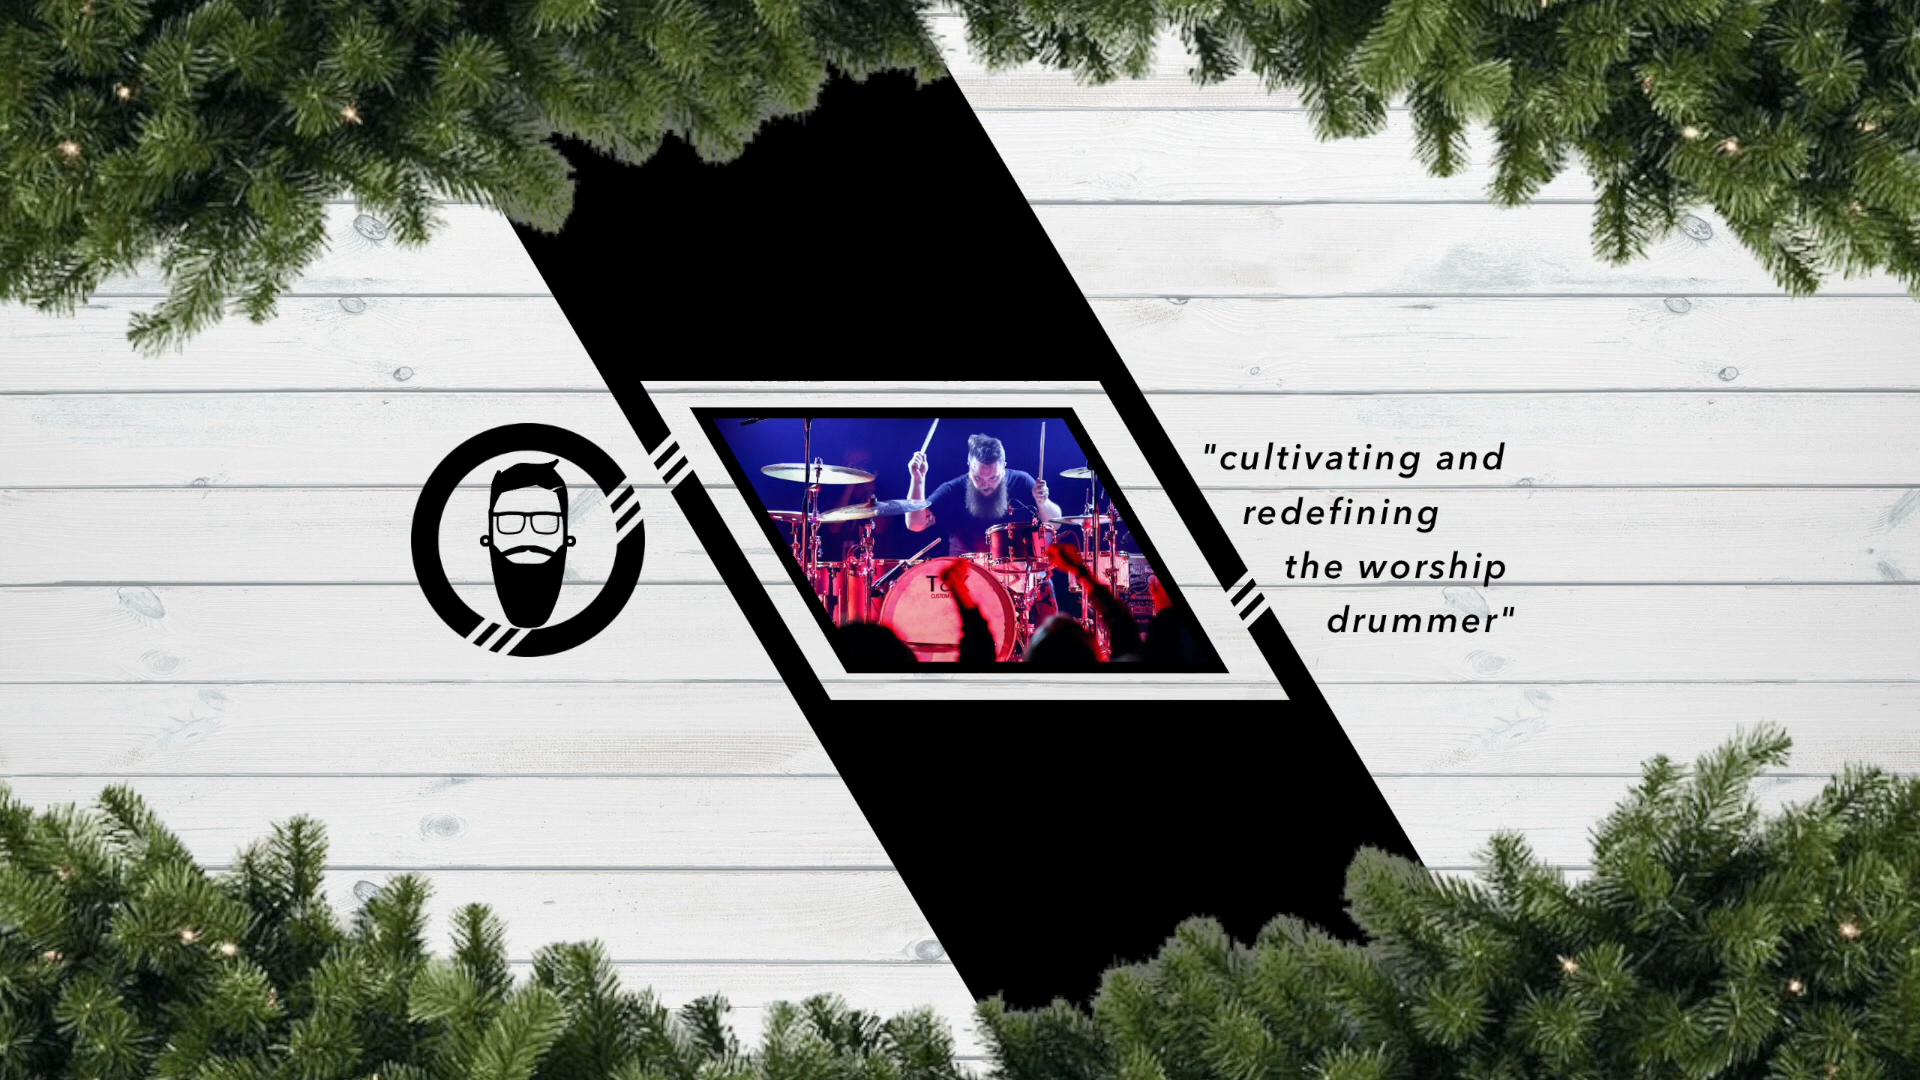 "cultivating and
redefining
the worship
drummer"